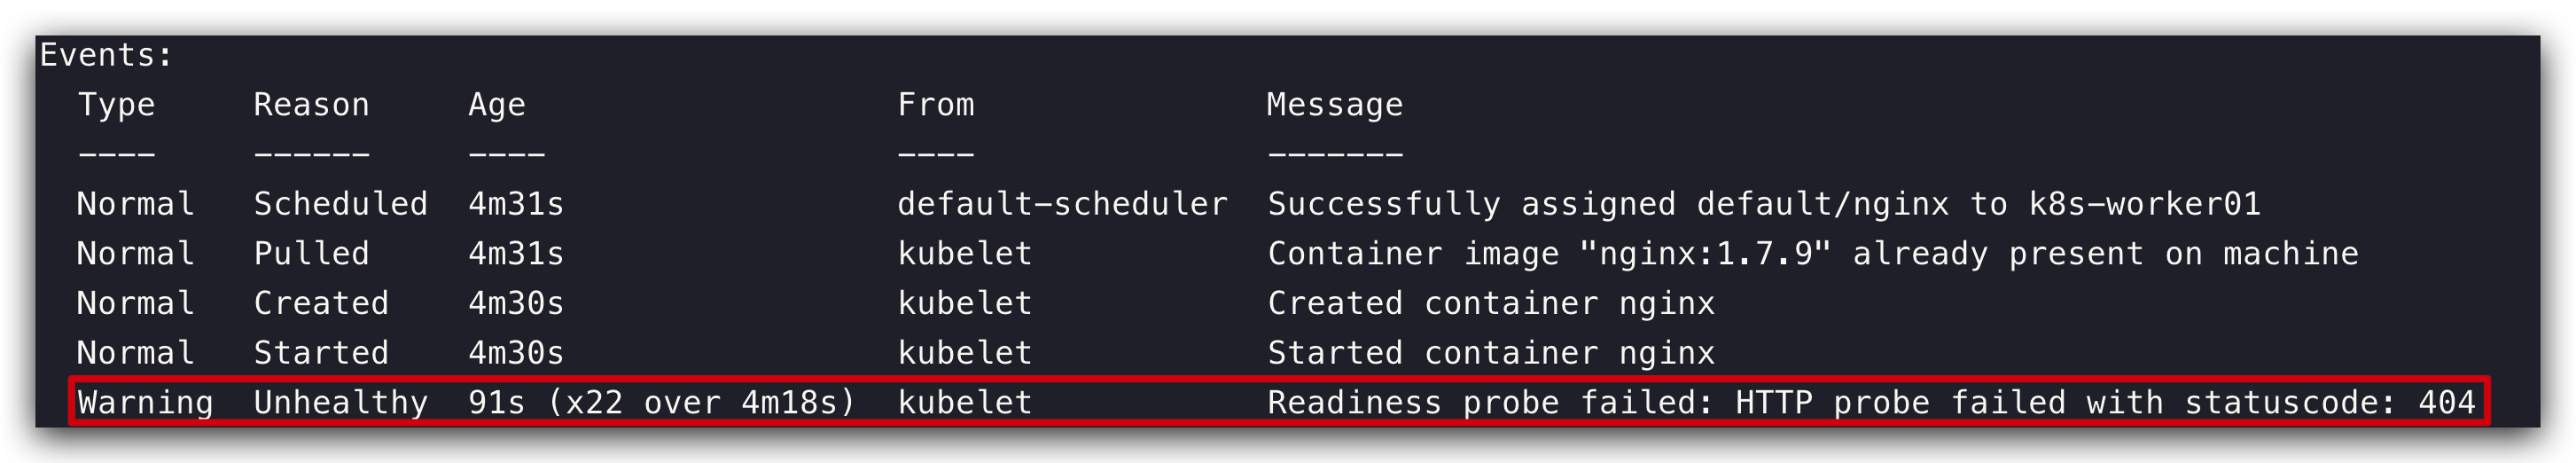 Events:
Type Reason Age From Message
---- ------ ---- ---- -------
Normal Scheduled 4m31s default-scheduler Successfully assigned default/nginx to k8s-worker01
Normal Pulled 4m31s kubelet Container image "nginx:1.7.9" already present on machine
Normal Created 4m30s kubelet Created container nginx
Normal Started 4m30s kubelet Started container nginx
Warning Unhealthy 91s (x22 over 4m18s) kubelet Readiness probe failed: HTTP probe failed with statuscode: 404